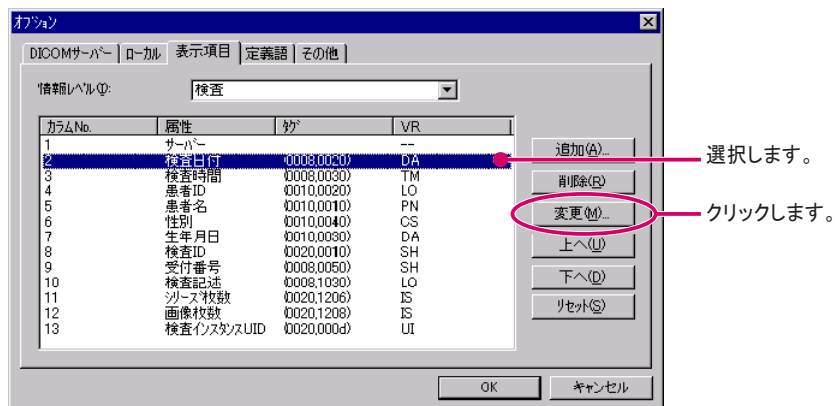 オプション
DICOMサーバー ローカル 表示項目 定義語 その他
情報レベル(I): 検査
カラムNo. 属性 タグ VR
1 サーバー --
2 検査日付 (0008,0020) DA
3 検査時間 (0008,0030) TM
4 患者ID (0010,0020) LO
5 患者名 (0010,0010) PN
6 性別 (0010,0040) CS
7 生年月日 (0010,0030) DA
8 検査ID (0020,0010) SH
9 受付番号 (0008,0050) SH
10 検査記述 (0008,1030) LO
11 シリーズ枚数 (0020,1206) IS
12 画像枚数 (0020,1208) IS
13 検査インスタンスUID (0020,000d) UI
追加(A)...
削除(R)
変更(M)...
上へ(U)
下へ(D)
リセット(S)
選択します。
クリックします。
OK キャンセル